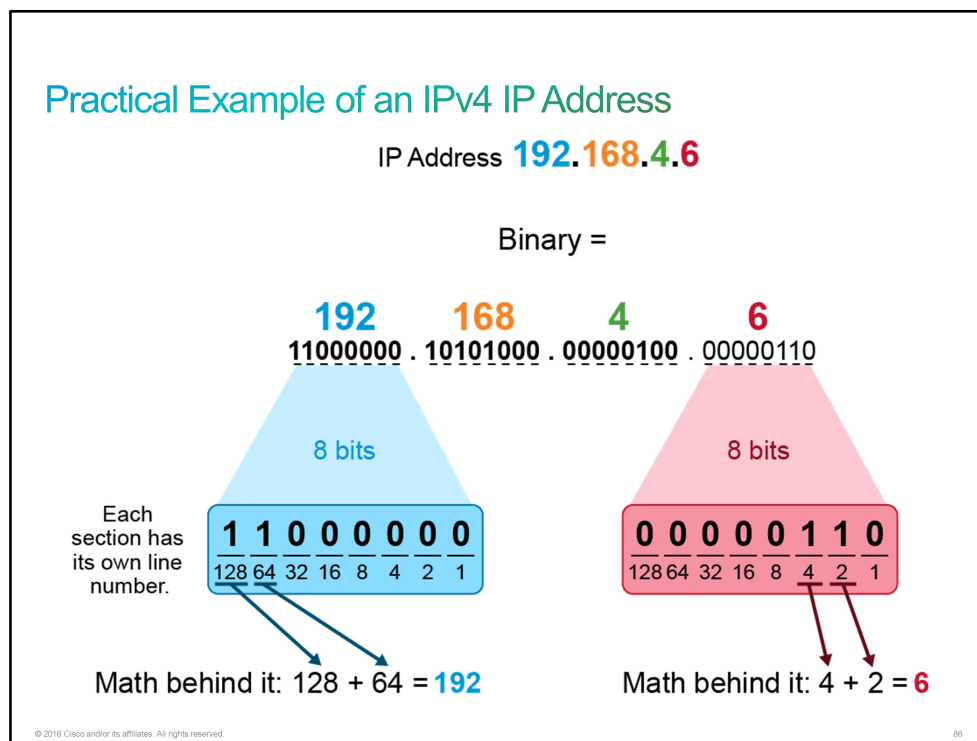 Practical Example of an IPv4 IP Address
IP Address 192.168.4.6
Binary =
192 168 4 6
11000000 . 10101000 . 00000100 . 00000110
8 bits 8 bits
Each
section has
its own line
number.
1 1 0 0 0 0 0 0
128 64 32 16 8 4 2 1
0 0 0 0 0 1 1 0
128 64 32 16 8 4 2 1
Math behind it: 128 + 64 = 192
Math behind it: 4 + 2 = 6
© 2016 Cisco and/or its affiliates. All rights reserved.
86